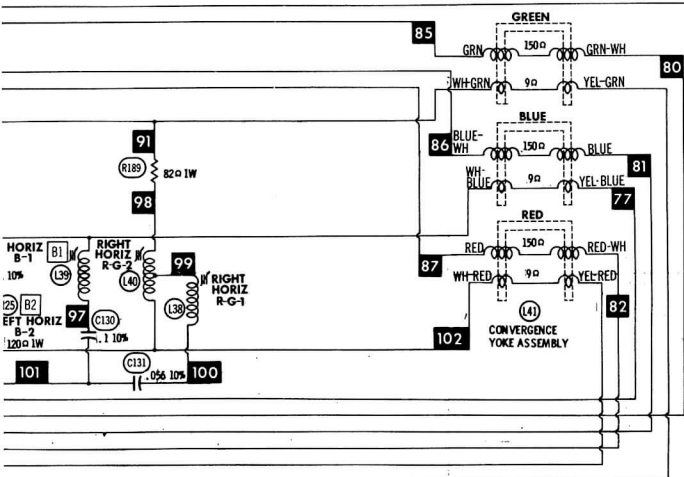 GREEN
85
GRN
150Ω
GRN-WH
80
WH-GRN
9Ω
YEL-GRN
BLUE
91
86
BLUE-
WH
150Ω
BLUE
81
R189
82Ω 1W
WH-
BLUE
9Ω
YEL-BLUE
98
77
RED
HORIZ
B-1
B1
RIGHT
HORIZ
R-G-2
RED
150Ω
RED-WH
10%
L39
L40
99
RIGHT
HORIZ
R-G-1
87
WH-RED
9Ω
YEL-RED
B2
97
C130
L38
L41
82
EFT HORIZ
B-2
120Ω 1W
.1 10%
102
CONVERGENCE
YOKE ASSEMBLY
C131
101
.056 10%
100